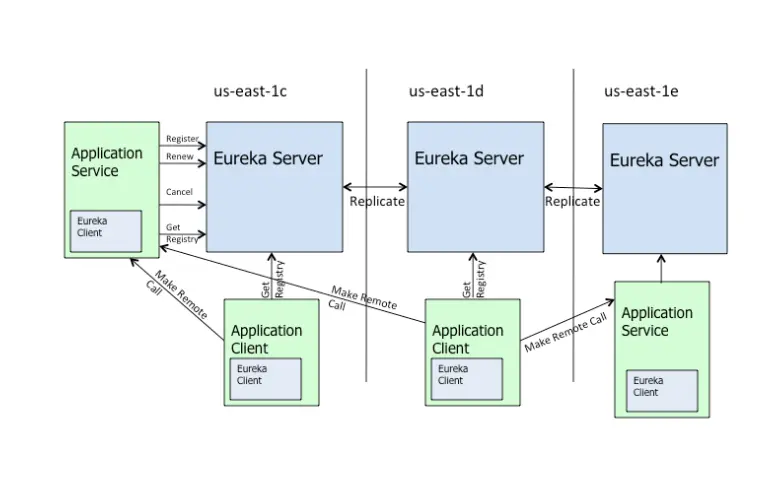 us-east-1c
us-east-1d
us-east-1e
Application
Service
Eureka
Client
Register
Renew
Cancel
Get
Registry
Eureka Server
Replicate
Eureka Server
Replicate
Eureka Server
Make Remote
Call
Get
Registry
Make Remote
Call
Get
Registry
Make Remote Call
Application
Client
Eureka
Client
Application
Client
Eureka
Client
Application
Service
Eureka
Client